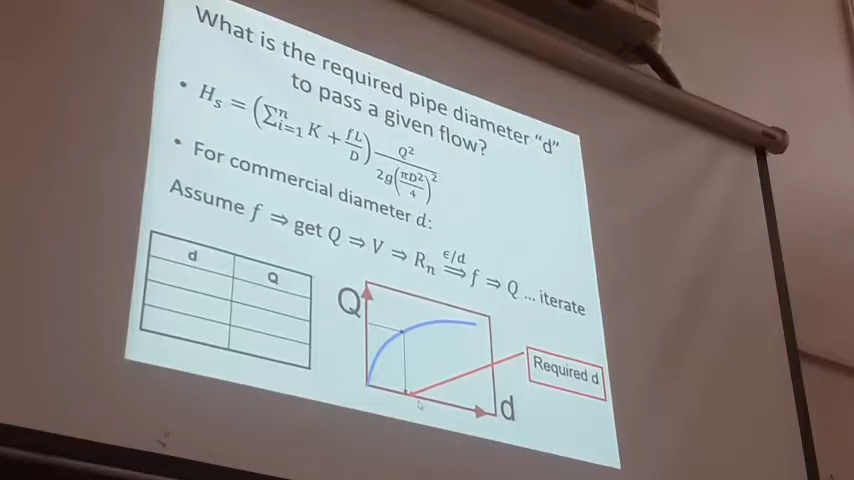 What is the required pipe diameter “d”
to pass a given flow?
• H_s = (∑_{i=1}^{n} K + fL/D) Q²/2g(πD²/4)²
• For commercial diameter d:
Assume f ⇒ get Q ⇒ V ⇒ R_n ⇒^{ϵ/d} f ⇒ Q ... iterate
d Q
Q
Required d
d